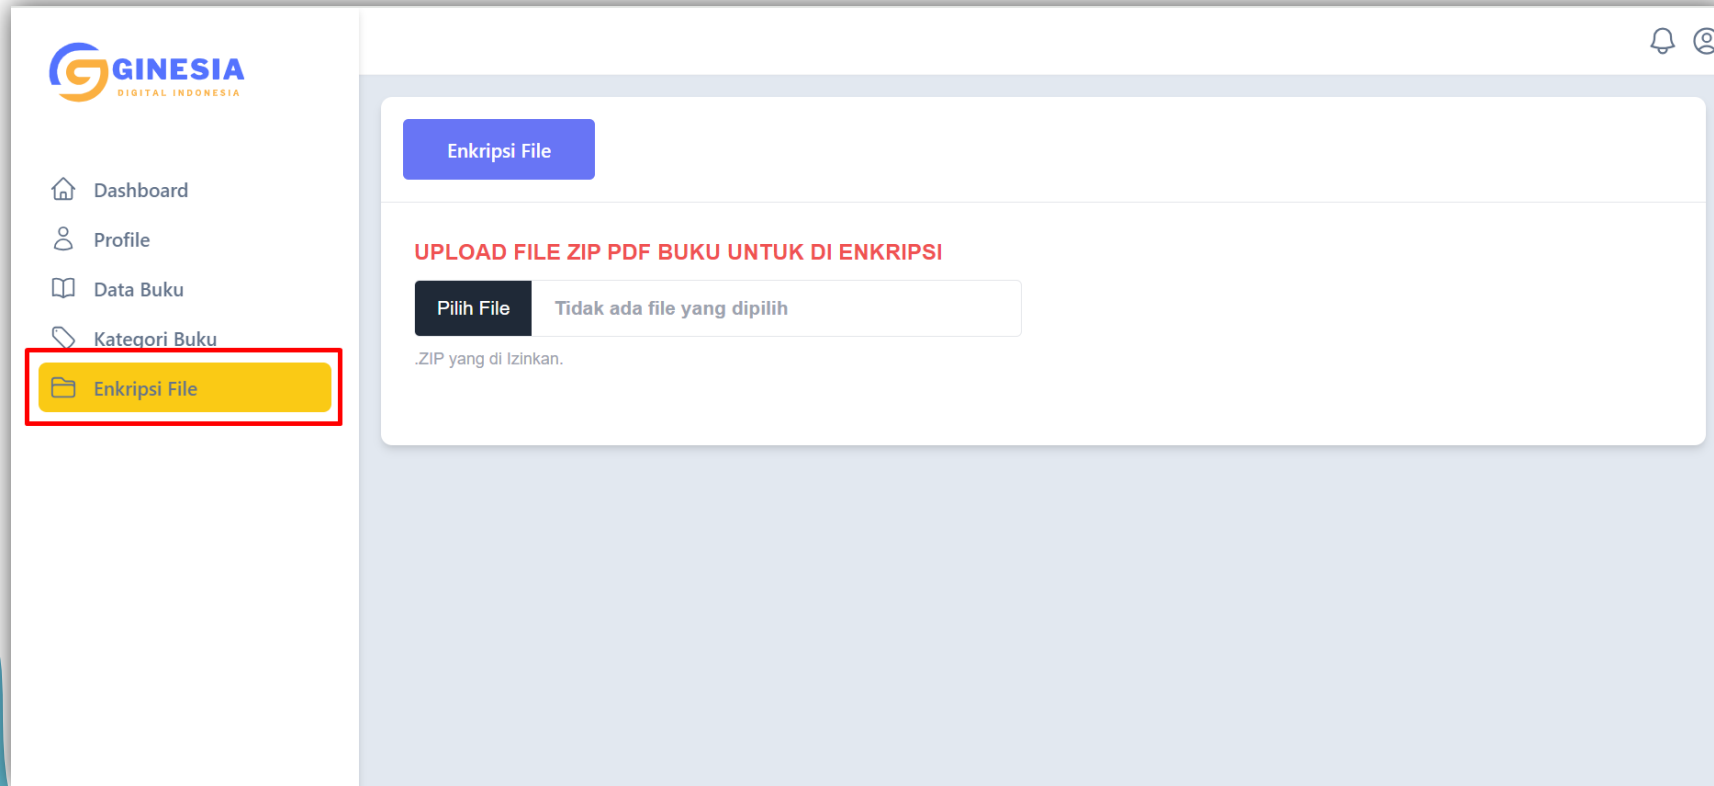 GINESIA
DIGITAL INDONESIA
Dashboard
Profile
Data Buku
Kategori Buku
Enkripsi File
Enkripsi File
UPLOAD FILE ZIP PDF BUKU UNTUK DI ENKRIPSI
Pilih File
Tidak ada file yang dipilih
.ZIP yang di Izinkan.